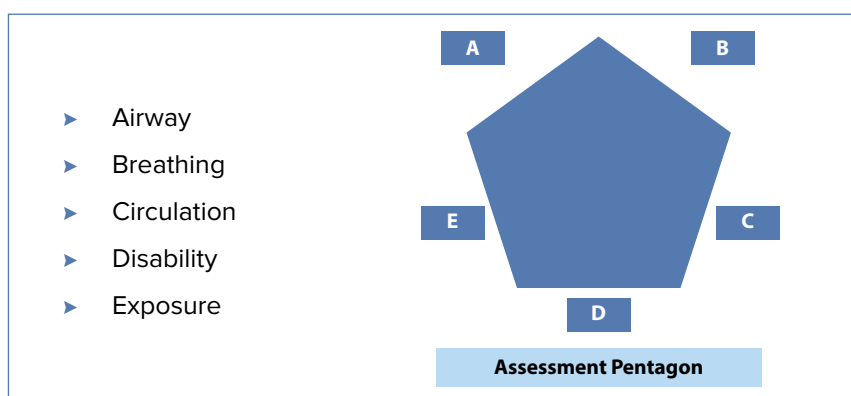 ➤ Airway
➤ Breathing
➤ Circulation
➤ Disability
➤ Exposure
A
B
E
C
D
Assessment Pentagon